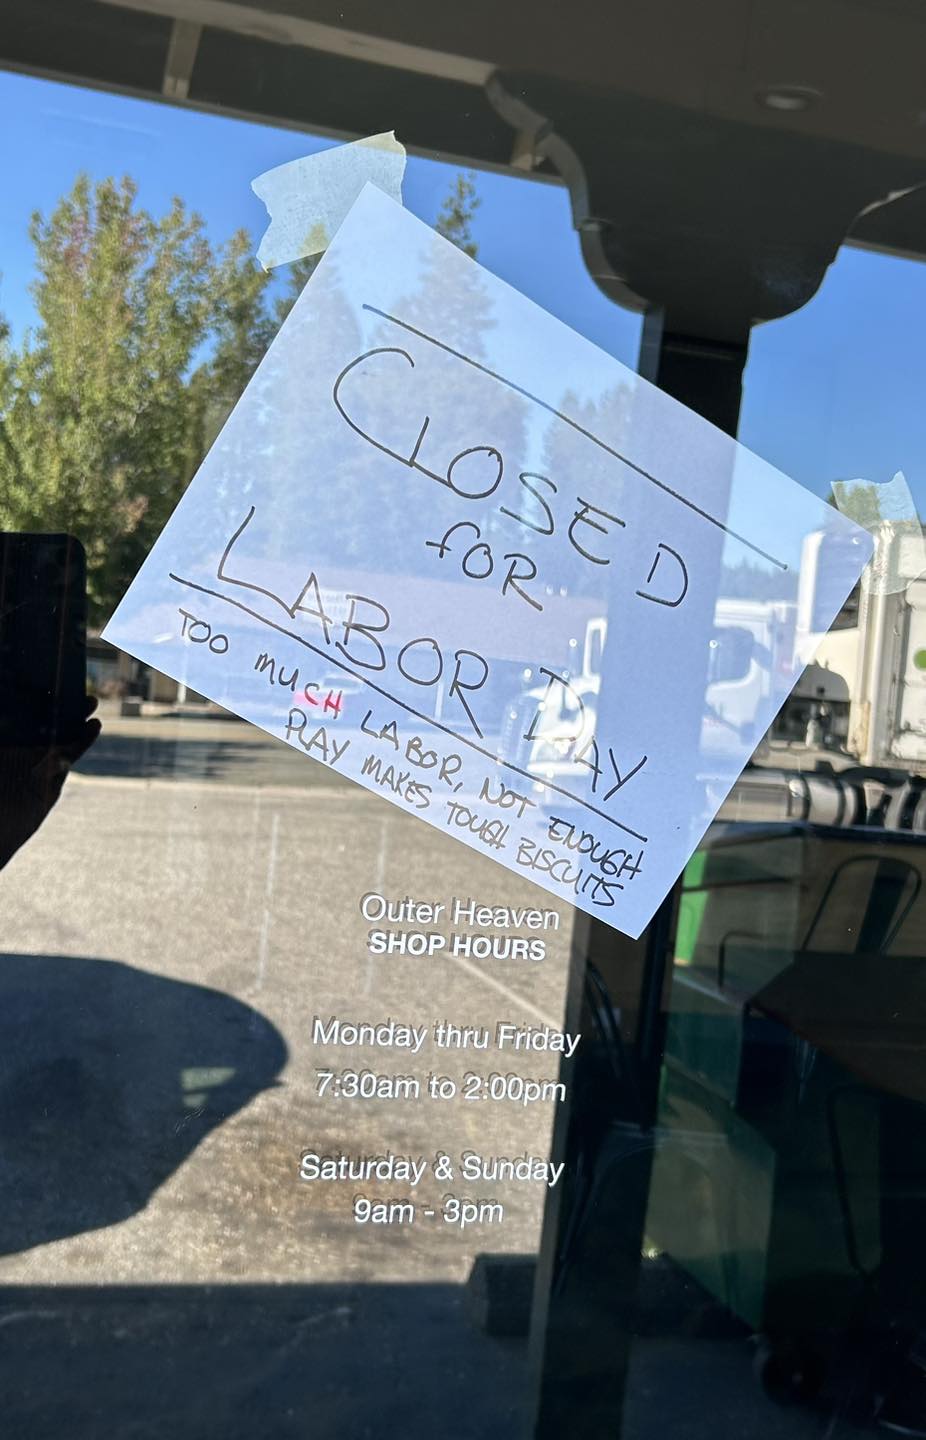 CLOSED
FOR
LABOR DAY
TOO MUCH LABOR, NOT ENOUGH
PLAY MAKES TOUGH BISCUITS
Outer Heaven
SHOP HOURS
Monday thru Friday
7:30am to 2:00pm
Saturday & Sunday
9am - 3pm